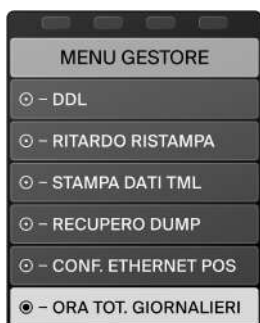 MENU GESTORE
⊙ – DDL
⊙ – RITARDO RISTAMPA
⊙ – STAMPA DATI TML
⊙ – RECUPERO DUMP
⊙ – CONF. ETHERNET POS
◉ – ORA TOT. GIORNALIERI